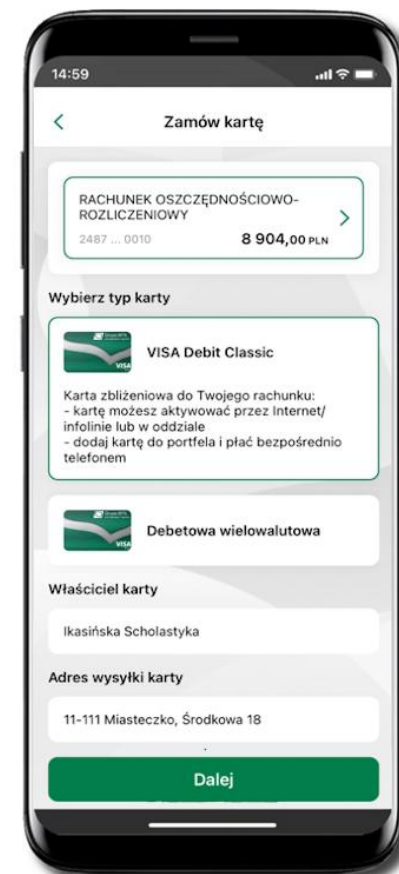 14:59
Zamów kartę
RACHUNEK OSZCZĘDNOŚCIOWO-
ROZLICZENIOWY
2487 ... 0010
8 904,00 PLN
Wybierz typ karty
VISA
VISA Debit Classic
Karta zbliżeniowa do Twojego rachunku:
- kartę możesz aktywować przez Internet/
infolinie lub w oddziale
- dodaj kartę do portfela i płać bezpośrednio
telefonem
VISA
Debetowa wielowalutowa
Właściciel karty
Ikasińska Scholastyka
Adres wysyłki karty
11-111 Miasteczko, Środkowa 18
Dalej